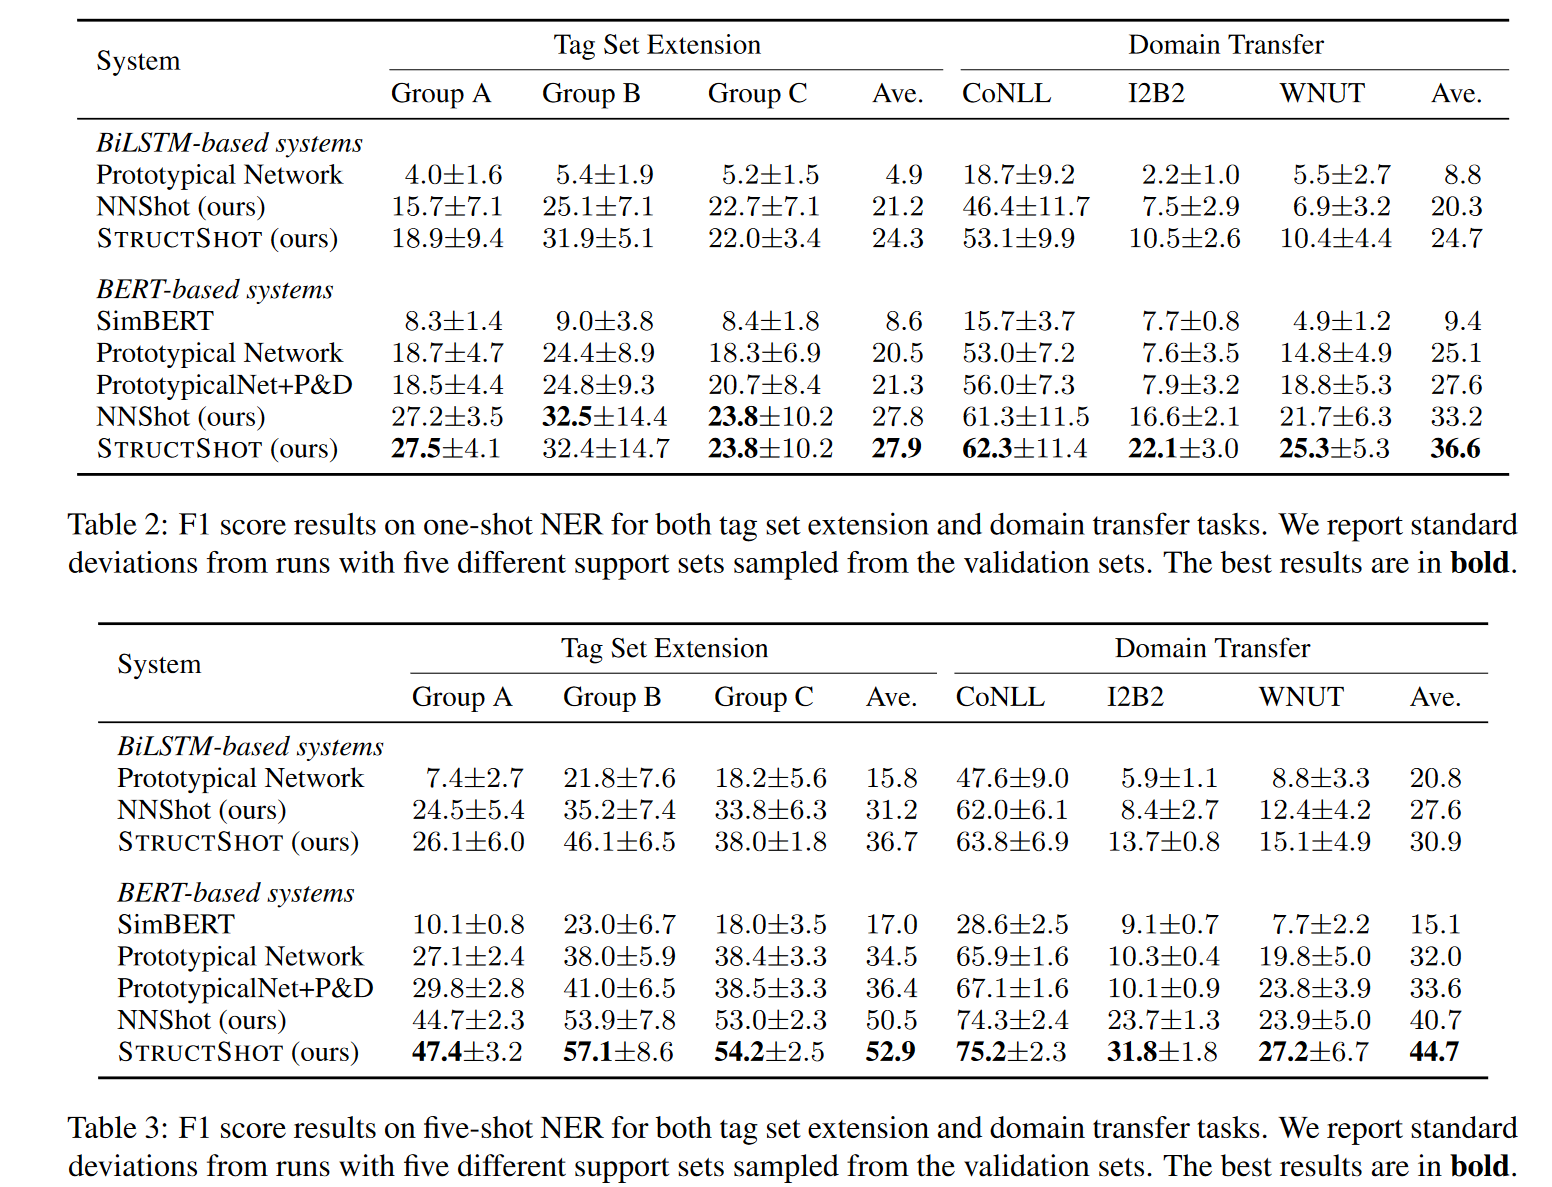 System Tag Set Extension Domain Transfer
Group A Group B Group C Ave. CoNLL I2B2 WNUT Ave.
BiLSTM-based systems
Prototypical Network 4.0±1.6 5.4±1.9 5.2±1.5 4.9 18.7±9.2 2.2±1.0 5.5±2.7 8.8
NNShot (ours) 15.7±7.1 25.1±7.1 22.7±7.1 21.2 46.4±11.7 7.5±2.9 6.9±3.2 20.3
STRUCTSHOT (ours) 18.9±9.4 31.9±5.1 22.0±3.4 24.3 53.1±9.9 10.5±2.6 10.4±4.4 24.7
BERT-based systems
SimBERT 8.3±1.4 9.0±3.8 8.4±1.8 8.6 15.7±3.7 7.7±0.8 4.9±1.2 9.4
Prototypical Network 18.7±4.7 24.4±8.9 18.3±6.9 20.5 53.0±7.2 7.6±3.5 14.8±4.9 25.1
PrototypicalNet+P&D 18.5±4.4 24.8±9.3 20.7±8.4 21.3 56.0±7.3 7.9±3.2 18.8±5.3 27.6
NNShot (ours) 27.2±3.5 32.5±14.4 23.8±10.2 27.8 61.3±11.5 16.6±2.1 21.7±6.3 33.2
STRUCTSHOT (ours) 27.5±4.1 32.4±14.7 23.8±10.2 27.9 62.3±11.4 22.1±3.0 25.3±5.3 36.6
Table 2: F1 score results on one-shot NER for both tag set extension and domain transfer tasks. We report standard
deviations from runs with five different support sets sampled from the validation sets. The best results are in bold.
System Tag Set Extension Domain Transfer
Group A Group B Group C Ave. CoNLL I2B2 WNUT Ave.
BiLSTM-based systems
Prototypical Network 7.4±2.7 21.8±7.6 18.2±5.6 15.8 47.6±9.0 5.9±1.1 8.8±3.3 20.8
NNShot (ours) 24.5±5.4 35.2±7.4 33.8±6.3 31.2 62.0±6.1 8.4±2.7 12.4±4.2 27.6
STRUCTSHOT (ours) 26.1±6.0 46.1±6.5 38.0±1.8 36.7 63.8±6.9 13.7±0.8 15.1±4.9 30.9
BERT-based systems
SimBERT 10.1±0.8 23.0±6.7 18.0±3.5 17.0 28.6±2.5 9.1±0.7 7.7±2.2 15.1
Prototypical Network 27.1±2.4 38.0±5.9 38.4±3.3 34.5 65.9±1.6 10.3±0.4 19.8±5.0 32.0
PrototypicalNet+P&D 29.8±2.8 41.0±6.5 38.5±3.3 36.4 67.1±1.6 10.1±0.9 23.8±3.9 33.6
NNShot (ours) 44.7±2.3 53.9±7.8 53.0±2.3 50.5 74.3±2.4 23.7±1.3 23.9±5.0 40.7
STRUCTSHOT (ours) 47.4±3.2 57.1±8.6 54.2±2.5 52.9 75.2±2.3 31.8±1.8 27.2±6.7 44.7
Table 3: F1 score results on five-shot NER for both tag set extension and domain transfer tasks. We report standard
deviations from runs with five different support sets sampled from the validation sets. The best results are in bold.